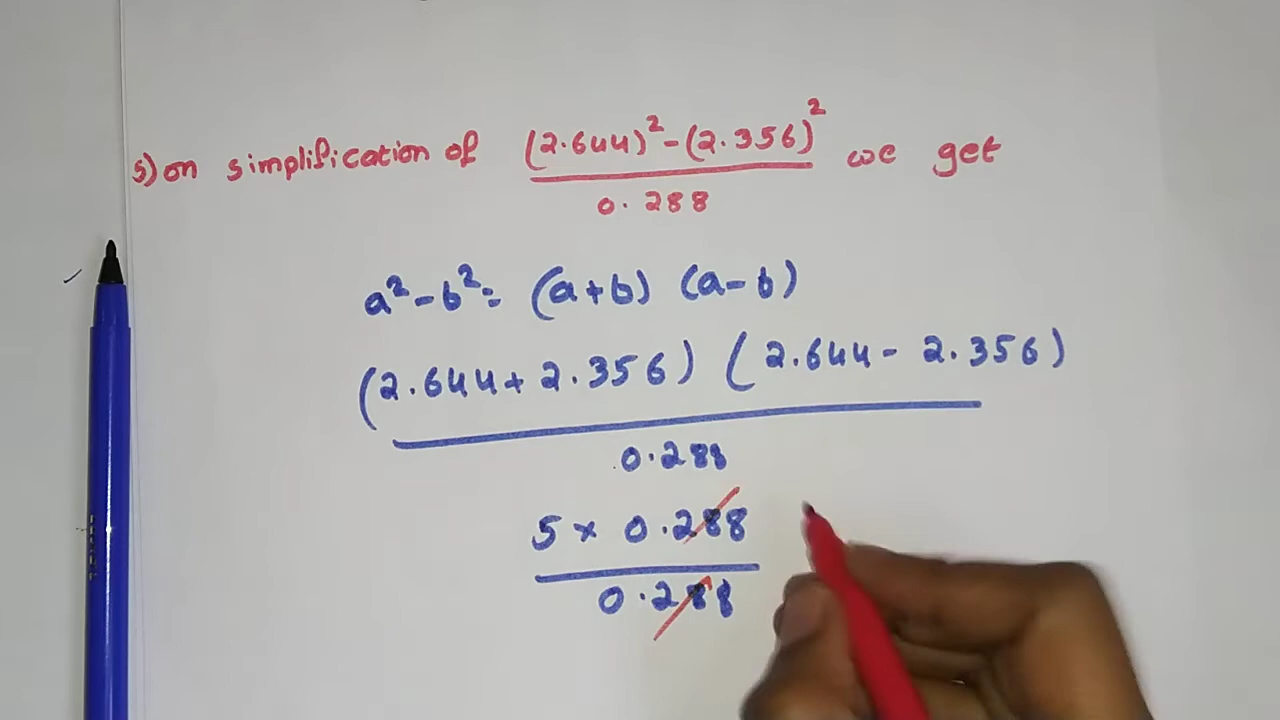 5) on simplification of (2.644)² - (2.356)² we get
0.288
a² - b² = (a+b) (a-b)
(2.644 + 2.356) (2.644 - 2.356)
0.288
5 × 0.288
0.288